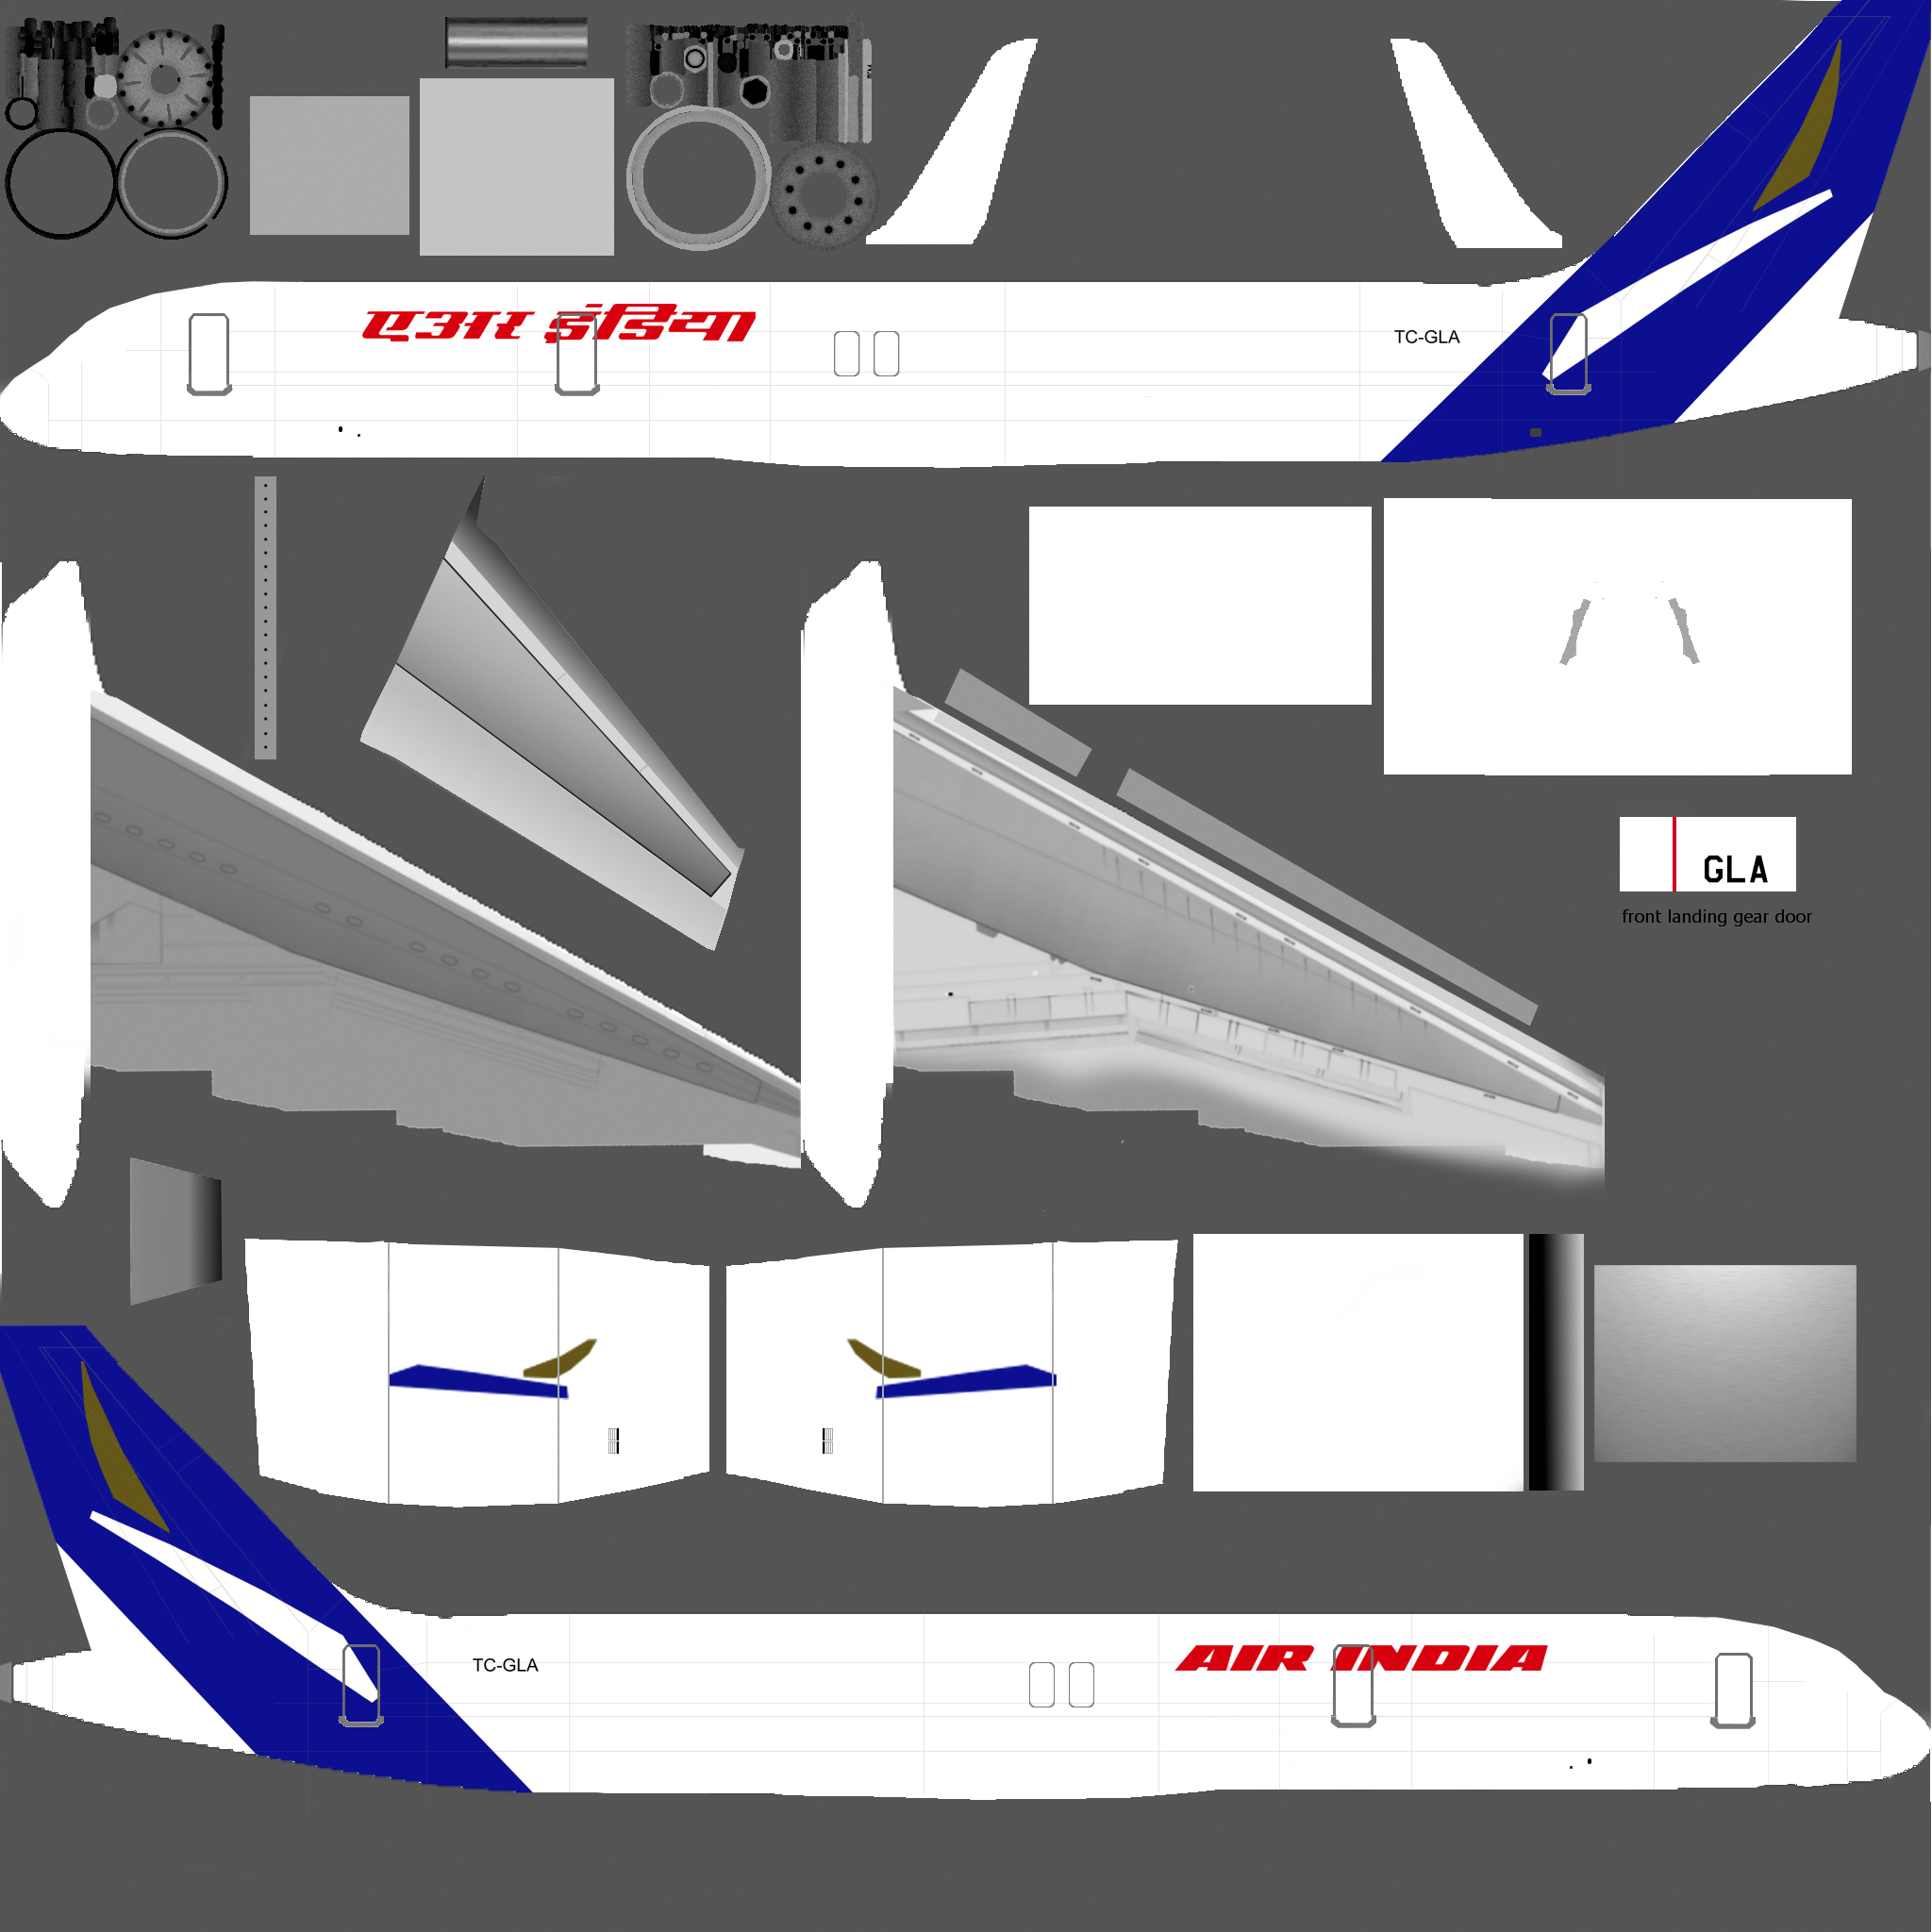 एअर इंडिया
TC-GLA
GLA
front landing gear door
TC-GLA
AIR INDIA